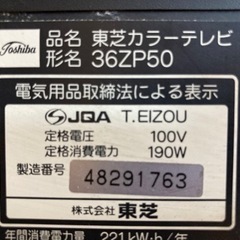 Toshiba
品名 東芝カラーテレビ
形名 36ZP50
電気用品取締法による表示
JQA T.EIZOU
定格電圧 100V
定格消費電力 190W
製造番号 48291763
株式会社 東芝
年間消費電力量 221kW·h/年